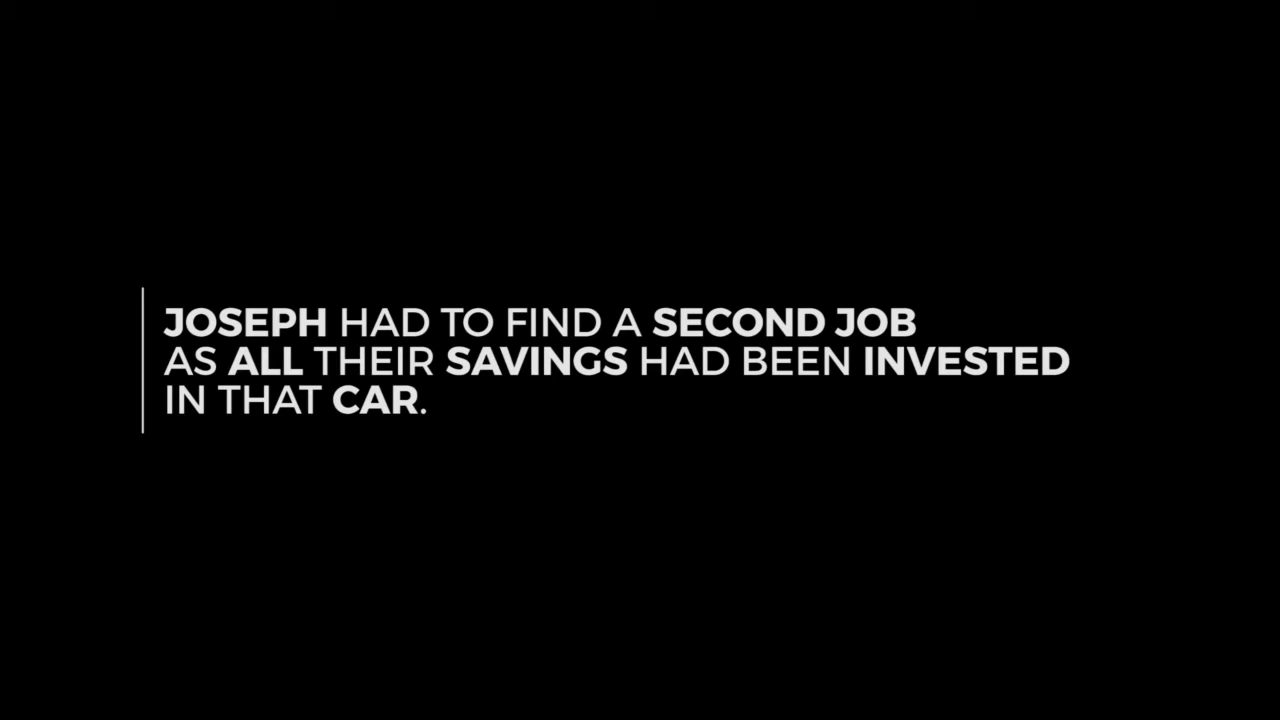 JOSEPH HAD TO FIND A SECOND JOB
AS ALL THEIR SAVINGS HAD BEEN INVESTED
IN THAT CAR.